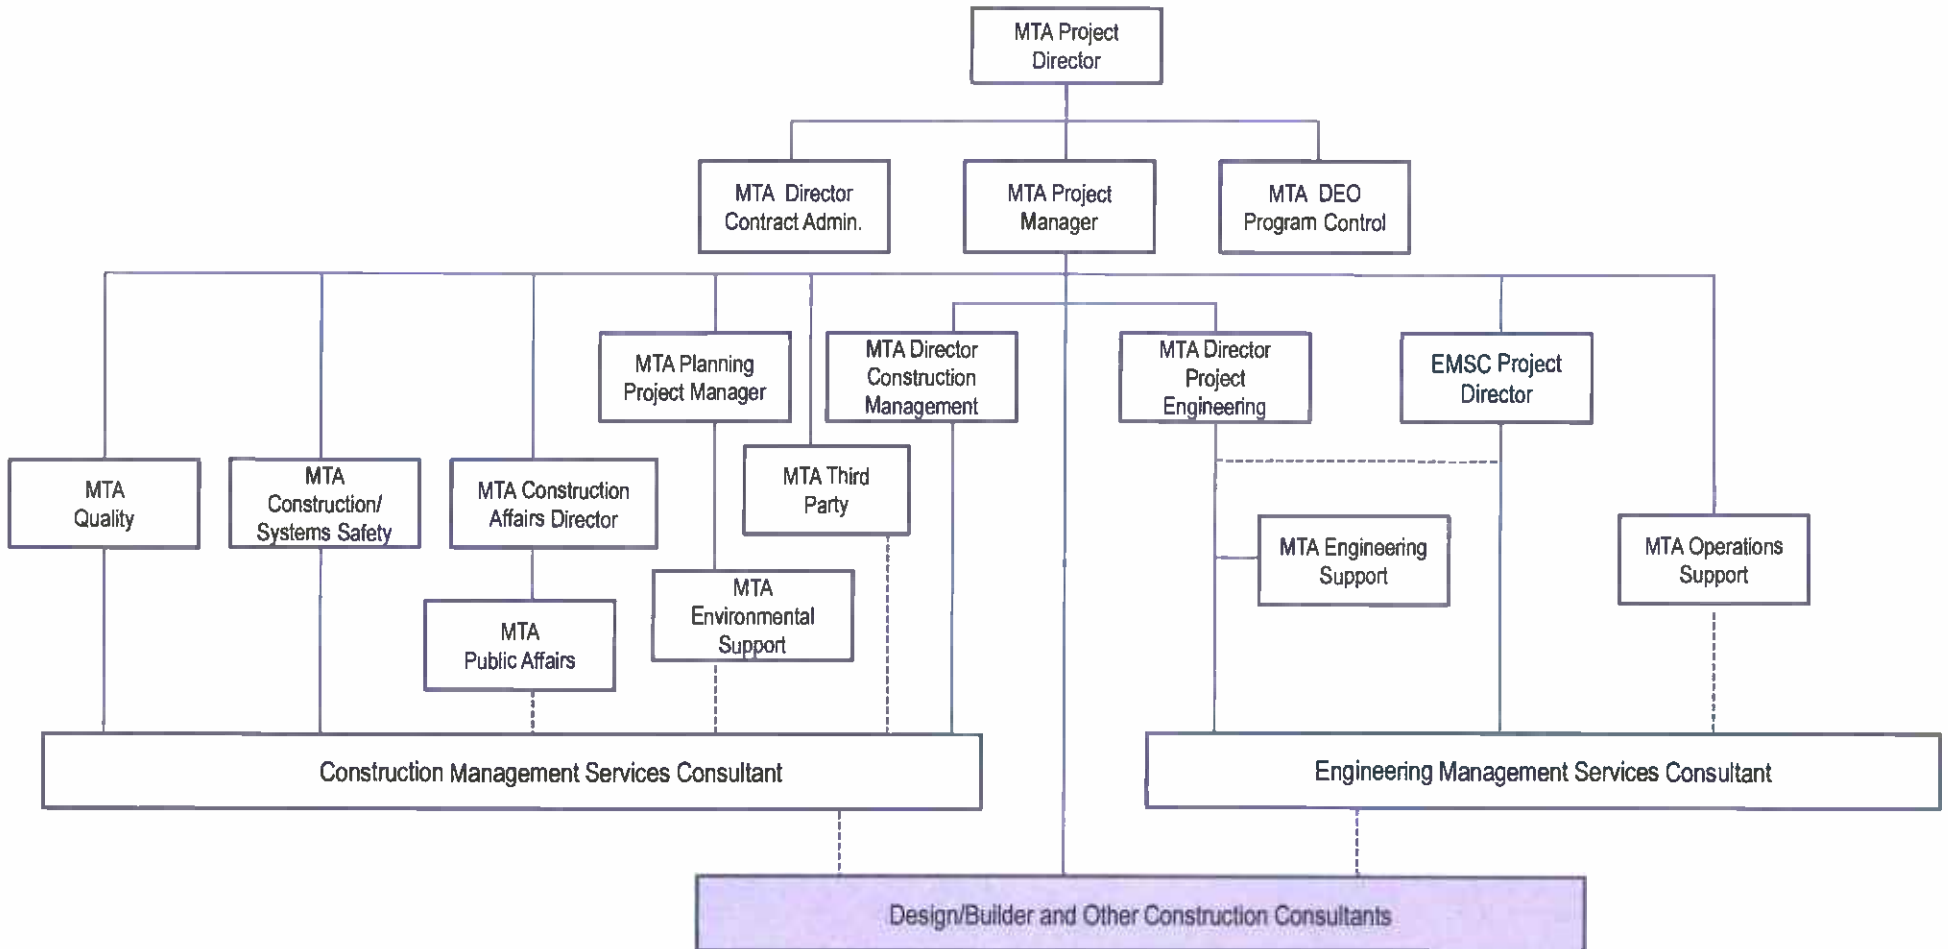 MTA Project
Director
MTA Director
Contract Admin.
MTA Project
Manager
MTA DEO
Program Control
MTA Planning
Project Manager
MTA Director
Construction
Management
MTA Director
Project
Engineering
EMSC Project
Director
MTA
Quality
MTA
Construction/
Systems Safety
MTA Construction
Affairs Director
MTA Third
Party
MTA Engineering
Support
MTA Operations
Support
MTA
Public Affairs
MTA
Environmental
Support
Construction Management Services Consultant
Engineering Management Services Consultant
Design/Builder and Other Construction Consultants